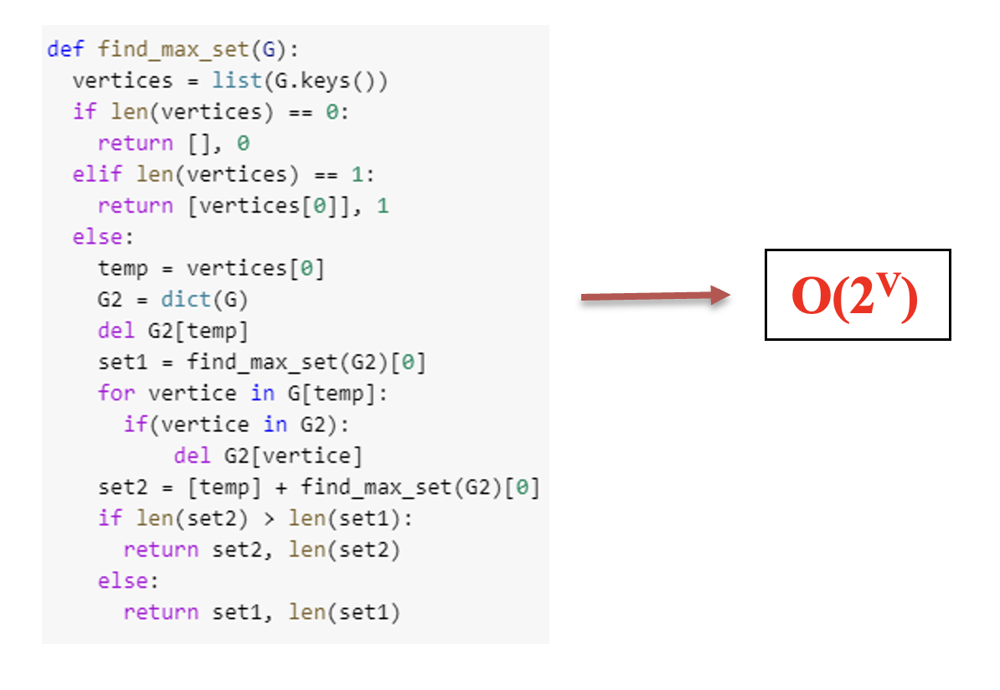 def find_max_set(G):
  vertices = list(G.keys())
  if len(vertices) == 0:
    return [], 0
  elif len(vertices) == 1:
    return [vertices[0]], 1
  else:
    temp = vertices[0]
    G2 = dict(G)
    del G2[temp]
    set1 = find_max_set(G2)[0]
    for vertice in G[temp]:
      if(vertice in G2):
          del G2[vertice]
    set2 = [temp] + find_max_set(G2)[0]
    if len(set2) > len(set1):
      return set2, len(set2)
    else:
      return set1, len(set1)
O(2^V)